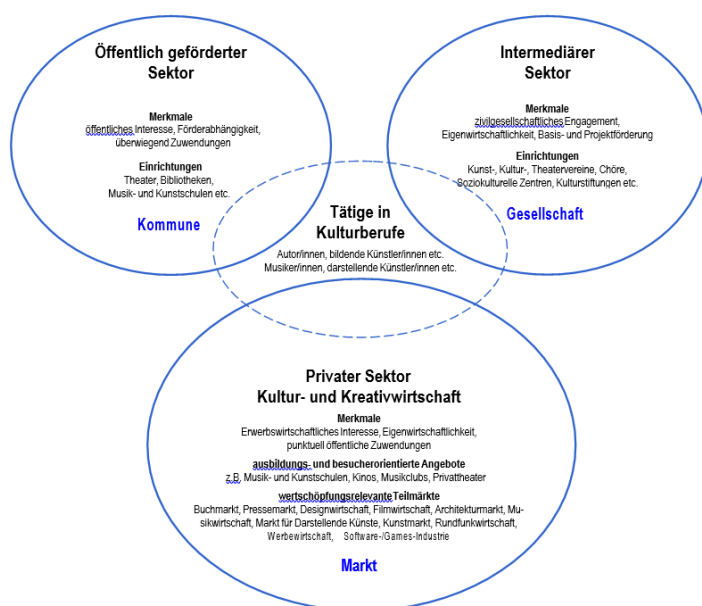 Öffentlich geförderter
Sektor
Merkmale
öffentliches Interesse, Förderabhängigkeit,
überwiegend Zuwendungen
Einrichtungen
Theater, Bibliotheken,
Musik- und Kunstschulen etc.
Kommune
Intermediärer
Sektor
Merkmale
zivilgesellschaftliches Engagement,
Eigenwirtschaftlichkeit, Basis- und Projektförderung
Einrichtungen
Kunst-, Kultur-, Theatervereine, Chöre,
Soziokulturelle Zentren, Kulturstiftungen etc.
Gesellschaft
Tätige in
Kulturberufe
Autor/innen, bildende Künstler/innen etc.
Musiker/innen, darstellende Künstler/innen etc.
Privater Sektor
Kultur- und Kreativwirtschaft
Merkmale
Erwerbswirtschaftliches Interesse, Eigenwirtschaftlichkeit,
punktuell öffentliche Zuwendungen
ausbildungs- und besucherorientierte Angebote
z.B. Musik- und Kunstschulen, Kinos, Musikclubs, Privattheater
wertschöpfungsrelevante Teilmärkte
Buchmarkt, Pressemarkt, Designwirtschaft, Filmwirtschaft, Architekturmarkt, Mu-
sikwirtschaft, Markt für Darstellende Künste, Kunstmarkt, Rundfunkwirtschaft,
Werbewirtschaft, Software-/Games-Industrie
Markt